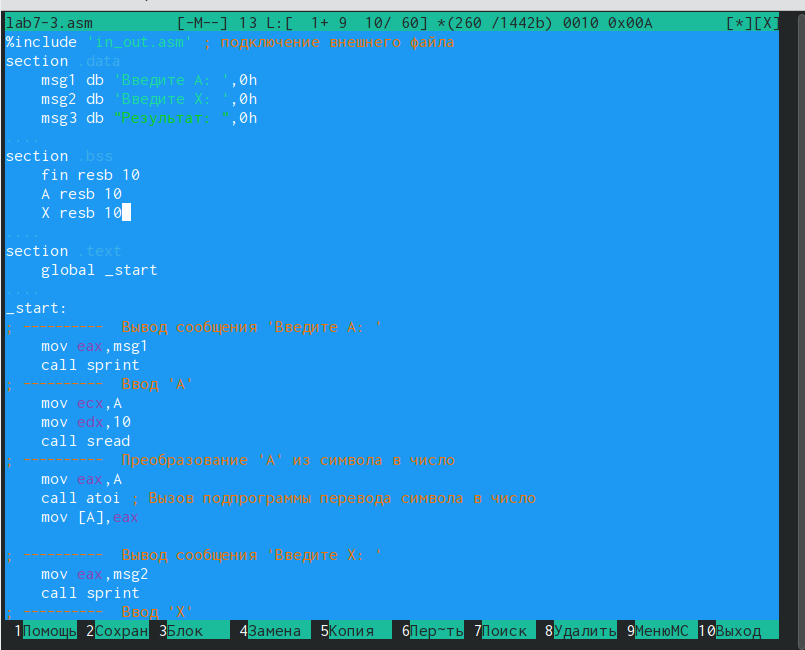 lab7-3.asm [-M--] 13 L:[ 1+ 9 10/ 60] *(260 /1442b) 0010 0x00A [*][X]
%include 'in_out.asm' ; подключение внешнего файла
section .data
msg1 db 'Введите A: ',0h
msg2 db 'Введите X: ',0h
msg3 db "Результат: ",0h
....
section .bss
fin resb 10
A resb 10
X resb 10
....
section .text
global _start
....
_start:
; ---------- Вывод сообщения 'Введите A: '
mov eax,msg1
call sprint
; ---------- Ввод 'A'
mov ecx,A
mov edx,10
call sread
; ---------- Преобразование 'A' из символа в число
mov eax,A
call atoi ; Вызов подпрограммы перевода символа в число
mov [A],eax
; ---------- Вывод сообщения 'Введите X: '
mov eax,msg2
call sprint
; ---------- Ввод 'X'
1Помощь 2Сохран 3Блок 4Замена 5Копия 6Пер~ть 7Поиск 8Удалить 9МенюМС 10Выход